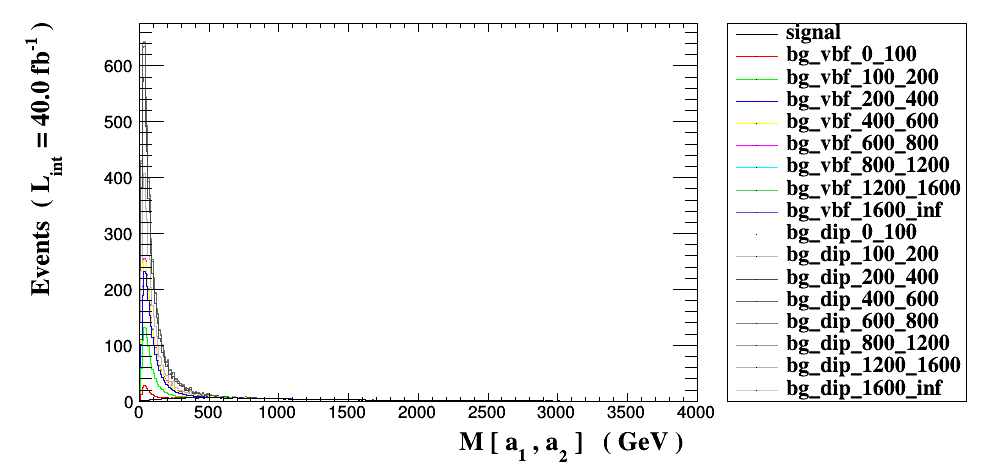 Events ( L_int = 40.0 fb^-1 )
600
500
400
300
200
100
0
0 500 1000 1500 2000 2500 3000 3500 4000
M [ a_1 , a_2 ] ( GeV )
signal
bg_vbf_0_100
bg_vbf_100_200
bg_vbf_200_400
bg_vbf_400_600
bg_vbf_600_800
bg_vbf_800_1200
bg_vbf_1200_1600
bg_vbf_1600_inf
bg_dip_0_100
bg_dip_100_200
bg_dip_200_400
bg_dip_400_600
bg_dip_600_800
bg_dip_800_1200
bg_dip_1200_1600
bg_dip_1600_inf